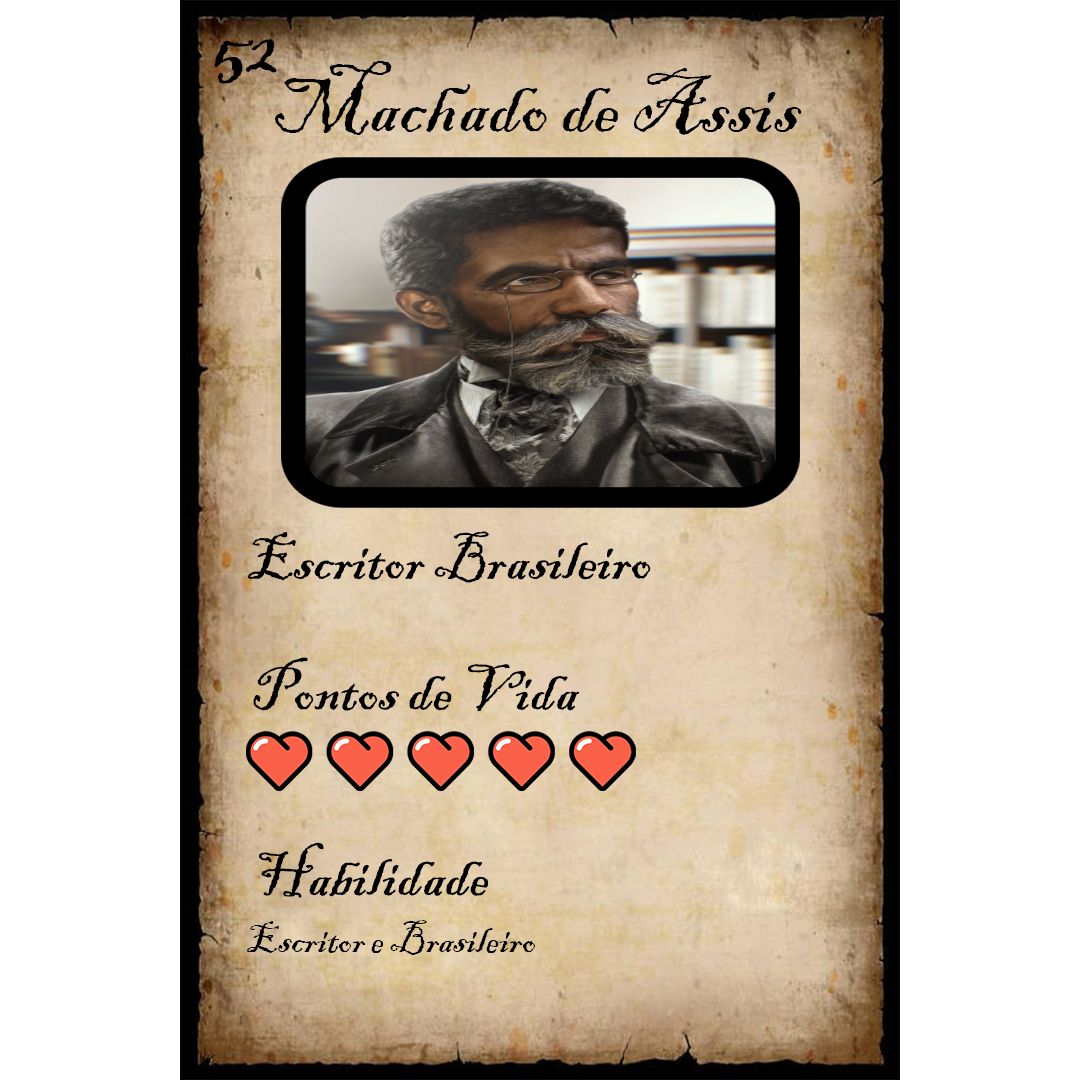 52
Machado de Assis
Escritor Brasileiro
Pontos de Vida
Habilidade
Escritor e Brasileiro